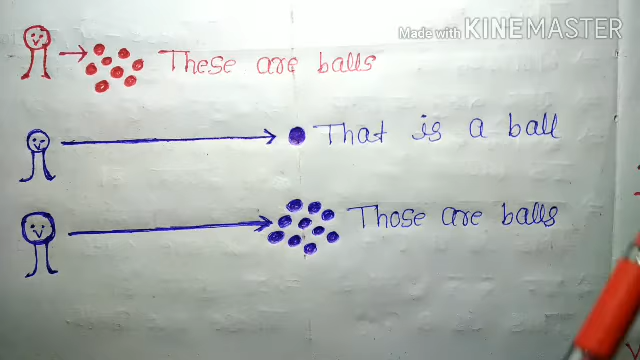 Made with KINEMASTER
These are balls
That is a ball
Those are balls